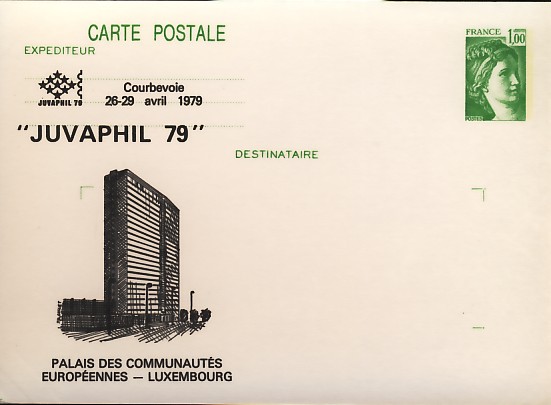 CARTE POSTALE
EXPEDITEUR
FRANCE
1,00
POSTES
JUVAPHIL 79
Courbevoie
26-29 avril 1979
"JUVAPHIL 79"
DESTINATAIRE
PALAIS DES COMMUNAUTÉS
EUROPÉENNES — LUXEMBOURG